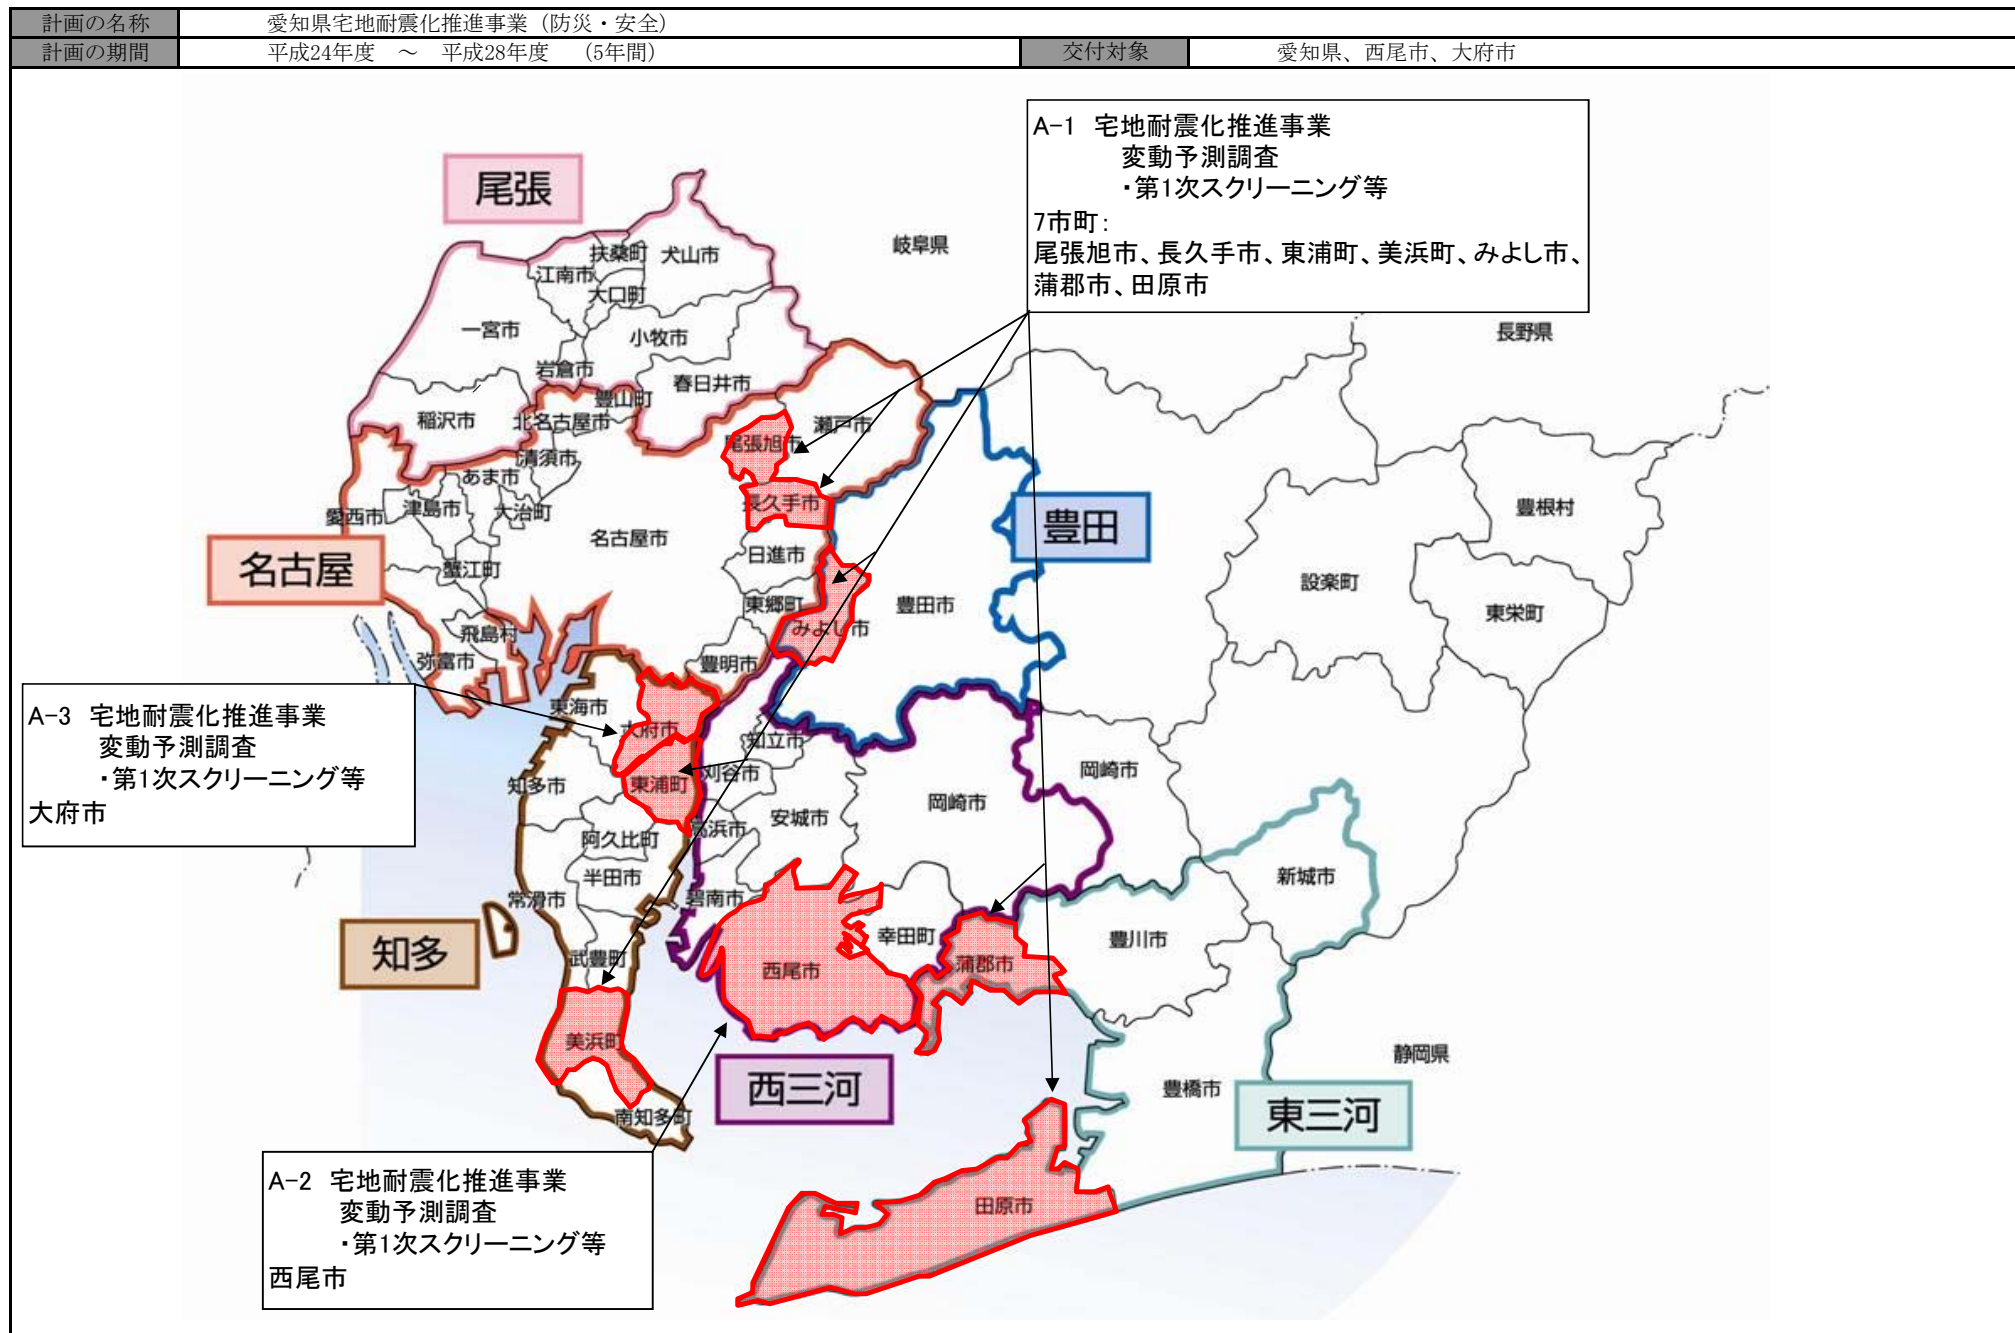 計画の名称 愛知県宅地耐震化推進事業（防災・安全）
計画の期間 平成24年度 ～ 平成28年度 （5年間） 交付対象 愛知県、西尾市、大府市
A-1 宅地耐震化推進事業
変動予測調査
・第1次スクリーニング等
7市町：
尾張旭市、長久手市、東浦町、美浜町、みよし市、
蒲郡市、田原市
尾張
岐阜県
扶桑町
犬山市
江南市
大口町
一宮市
小牧市
長野県
岩倉市
春日井市
豊山町
稲沢市
北名古屋市
瀬戸市
尾張旭市
清須市
あま市
長久手市
津島市
愛西市
大治町
豊根村
豊田
名古屋市
日進市
名古屋
蟹江町
設楽町
東郷町
豊田市
東栄町
みよし市
飛島村
弥富市
豊明市
A-3 宅地耐震化推進事業
変動予測調査
・第1次スクリーニング等
大府市
東海市
大府市
知立市
刈谷市
岡崎市
知多市
東浦町
岡崎市
安城市
高浜市
阿久比町
半田市
新城市
常滑市
碧南市
知多
幸田町
豊川市
武豊町
西尾市
蒲郡市
美浜町
静岡県
西三河
豊橋市
東三河
南知多町
A-2 宅地耐震化推進事業
変動予測調査
・第1次スクリーニング等
西尾市
田原市